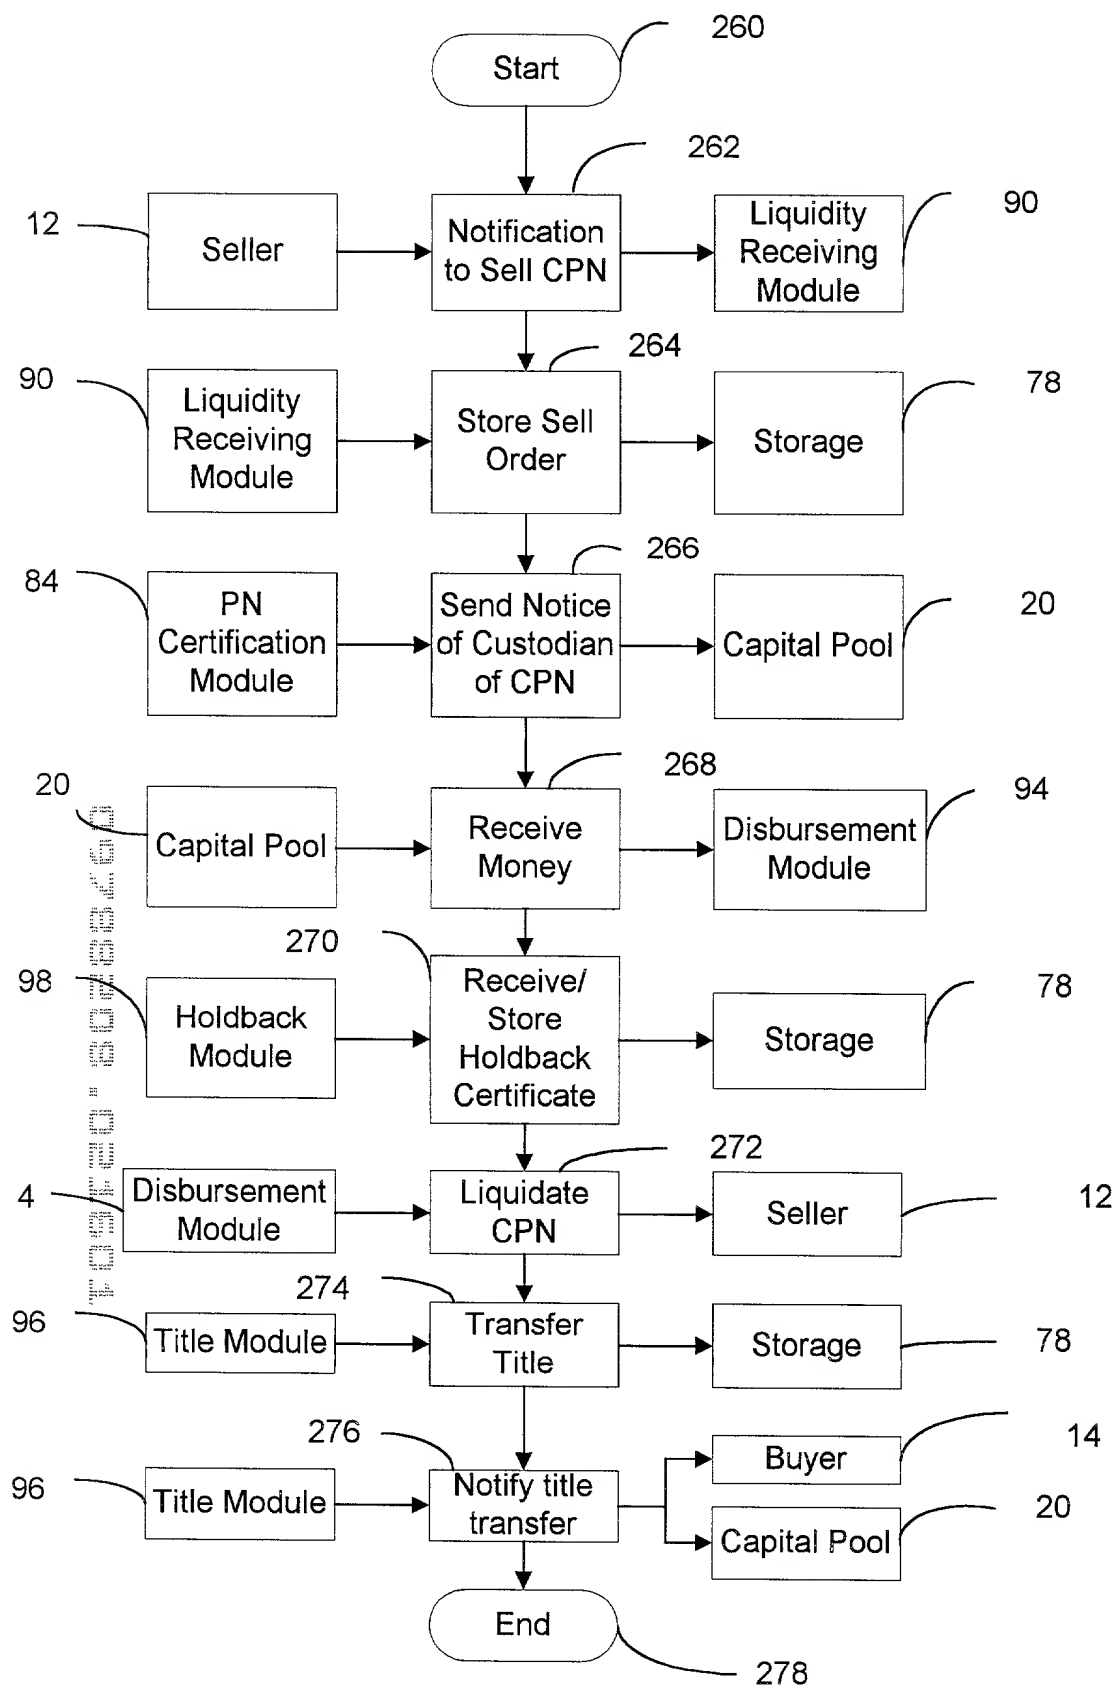 260
Start
262
12
Seller
Notification
to Sell CPN
Liquidity
Receiving
Module
90
264
90
Liquidity
Receiving
Module
Store Sell
Order
Storage
78
266
84
PN
Certification
Module
Send Notice
of Custodian
of CPN
Capital Pool
20
268
20
Capital Pool
Receive
Money
Disbursement
Module
94
270
98
Holdback
Module
Receive/
Store
Holdback
Certificate
Storage
78
272
4
Disbursement
Module
Liquidate
CPN
Seller
12
274
96
Title Module
Transfer
Title
Storage
78
276
96
Title Module
Notify title
transfer
Buyer
14
Capital Pool
20
End
278